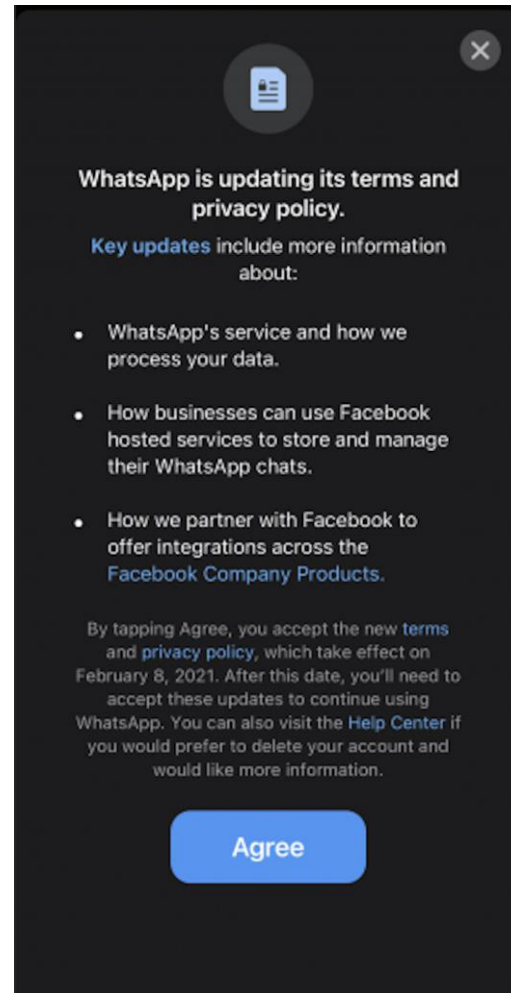 WhatsApp is updating its terms and
privacy policy.
Key updates include more information
about:
• WhatsApp's service and how we
process your data.
• How businesses can use Facebook
hosted services to store and manage
their WhatsApp chats.
• How we partner with Facebook to
offer integrations across the
Facebook Company Products.
By tapping Agree, you accept the new terms
and privacy policy, which take effect on
February 8, 2021. After this date, you'll need to
accept these updates to continue using
WhatsApp. You can also visit the Help Center if
you would prefer to delete your account and
would like more information.
Agree